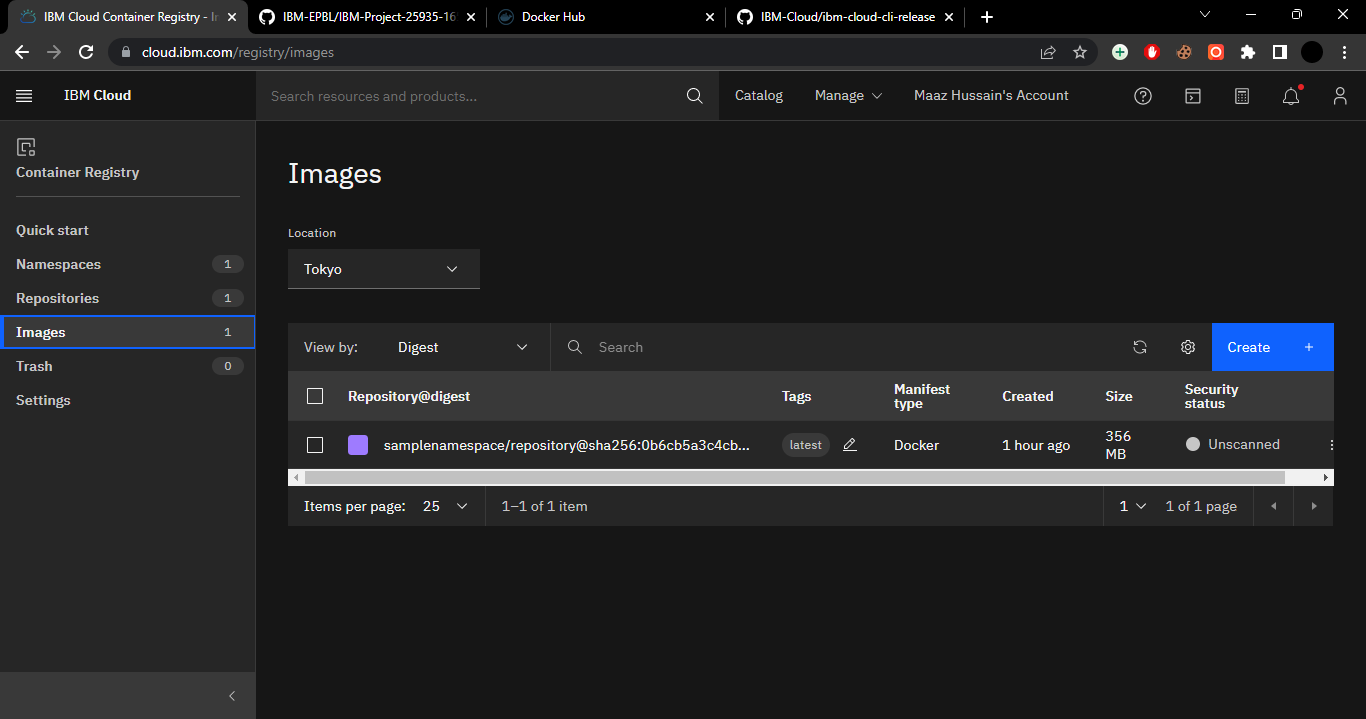 IBM Cloud Container Registry - Ir
IBM-EPBL/IBM-Project-25935-16
Docker Hub
IBM-Cloud/ibm-cloud-cli-release
cloud.ibm.com/registry/images
IBM Cloud
Search resources and products...
Catalog
Manage
Maaz Hussain's Account
Container Registry
Quick start
Namespaces 1
Repositories 1
Images 1
Trash 0
Settings
Images
Location
Tokyo
View by: Digest
Search
Create +
Repository@digest
Tags
Manifest
type
Created
Size
Security
status
samplenamespace/repository@sha256:0b6cb5a3c4cb...
latest
Docker
1 hour ago
356
MB
Unscanned
Items per page: 25
1–1 of 1 item
1
1 of 1 page